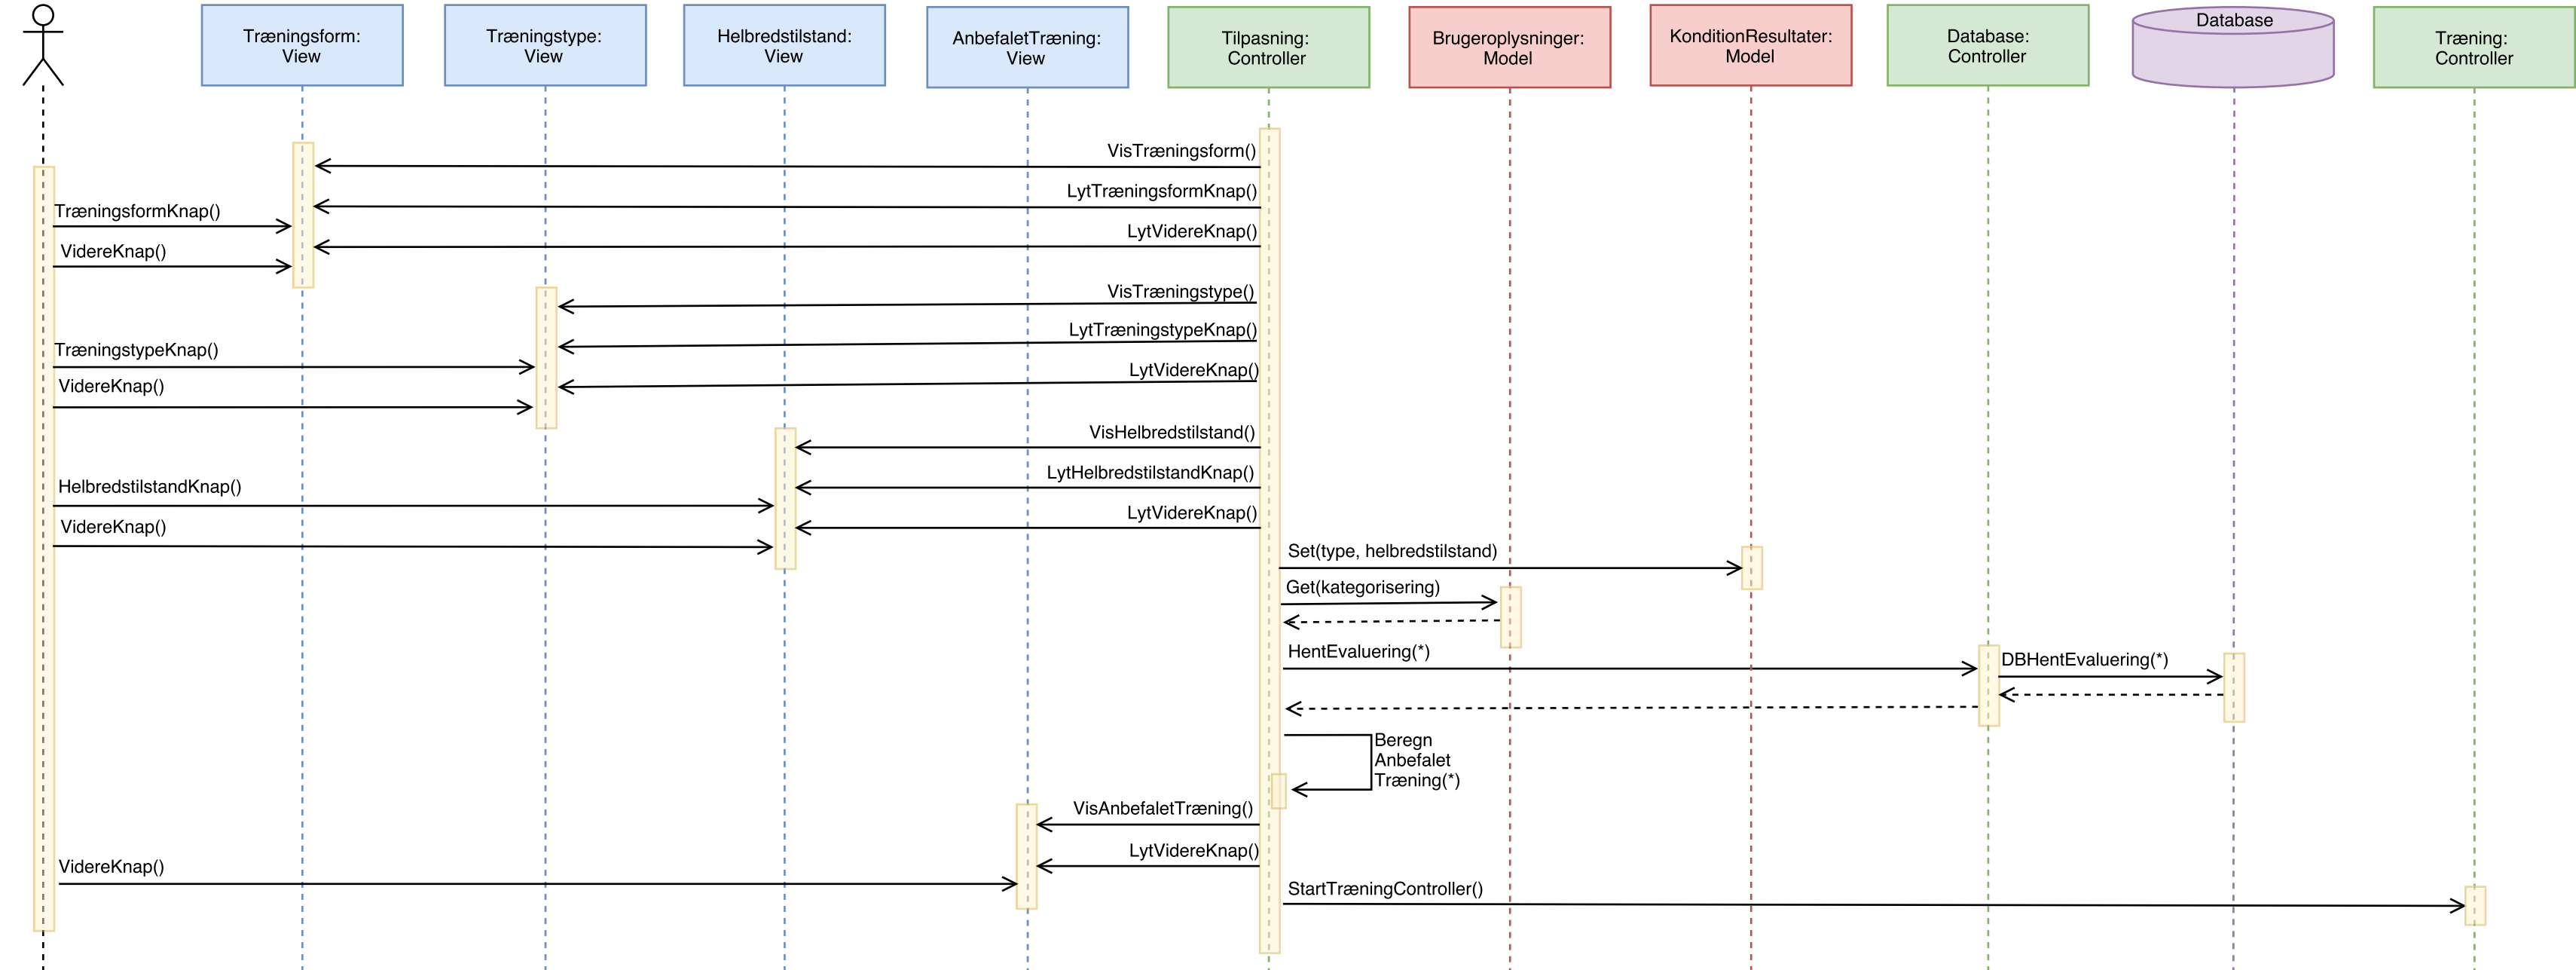 Træningsform:
View
Træningstype:
View
Helbredstilstand:
View
AnbefaletTræning:
View
Tilpasning:
Controller
Brugeroplysninger:
Model
KonditionResultater:
Model
Database:
Controller
Database
Træning:
Controller
VisTræningsform()
LytTræningsformKnap()
TræningsformKnap()
LytVidereKnap()
VidereKnap()
VisTræningstype()
LytTræningstypeKnap()
TræningstypeKnap()
LytVidereKnap()
VidereKnap()
VisHelbredstilstand()
LytHelbredstilstandKnap()
HelbredstilstandKnap()
LytVidereKnap()
VidereKnap()
Set(type, helbredstilstand)
Get(kategorisering)
HentEvaluering(*)
DBHentEvaluering(*)
Beregn
Anbefalet
Træning(*)
VisAnbefaletTræning()
LytVidereKnap()
VidereKnap()
StartTræningController()